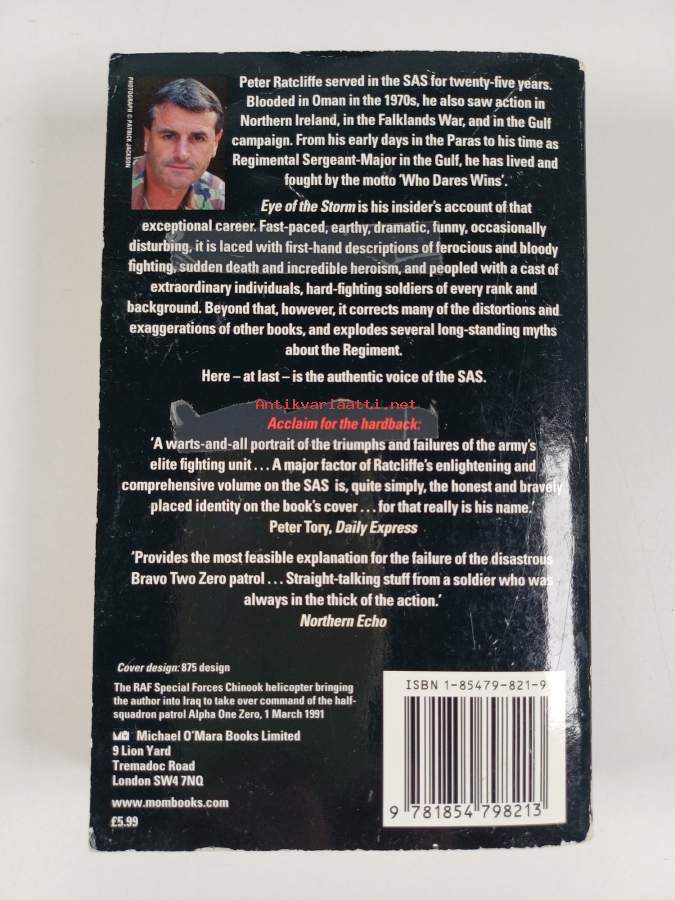 PHOTOGRAPH © PATRICK JACKSON
Peter Ratcliffe served in the SAS for twenty-five years.
Blooded in Oman in the 1970s, he also saw action in
Northern Ireland, in the Falklands War, and in the Gulf
campaign. From his early days in the Paras to his time as
Regimental Sergeant-Major in the Gulf, he has lived and
fought by the motto ‘Who Dares Wins’.
Eye of the Storm is his insider’s account of that
exceptional career. Fast-paced, earthy, dramatic, funny, occasionally
disturbing, it is laced with first-hand descriptions of ferocious and bloody
fighting, sudden death and incredible heroism, and peopled with a cast of
extraordinary individuals, hard-fighting soldiers of every rank and
background. Beyond that, however, it corrects many of the distortions and
exaggerations of other books, and explodes several long-standing myths
about the Regiment.
Here – at last – is the authentic voice of the SAS.
Antikvariaatti.net
Acclaim for the hardback:
‘A warts-and-all portrait of the triumphs and failures of the army’s
elite fighting unit . . . A major factor of Ratcliffe’s enlightening and
comprehensive volume on the SAS is, quite simply, the honest and bravely
placed identity on the book’s cover . . . for that really is his name.’
Peter Tory, Daily Express
‘Provides the most feasible explanation for the failure of the disastrous
Bravo Two Zero patrol . . . Straight-talking stuff from a soldier who was
always in the thick of the action.’
Northern Echo
Cover design: 875 design
The RAF Special Forces Chinook helicopter bringing
the author into Iraq to take over command of the half-
squadron patrol Alpha One Zero, 1 March 1991
Michael O’Mara Books Limited
9 Lion Yard
Tremadoc Road
London SW4 7NQ
www.mombooks.com
£5.99
ISBN 1-85479-821-9
9 781854 798213